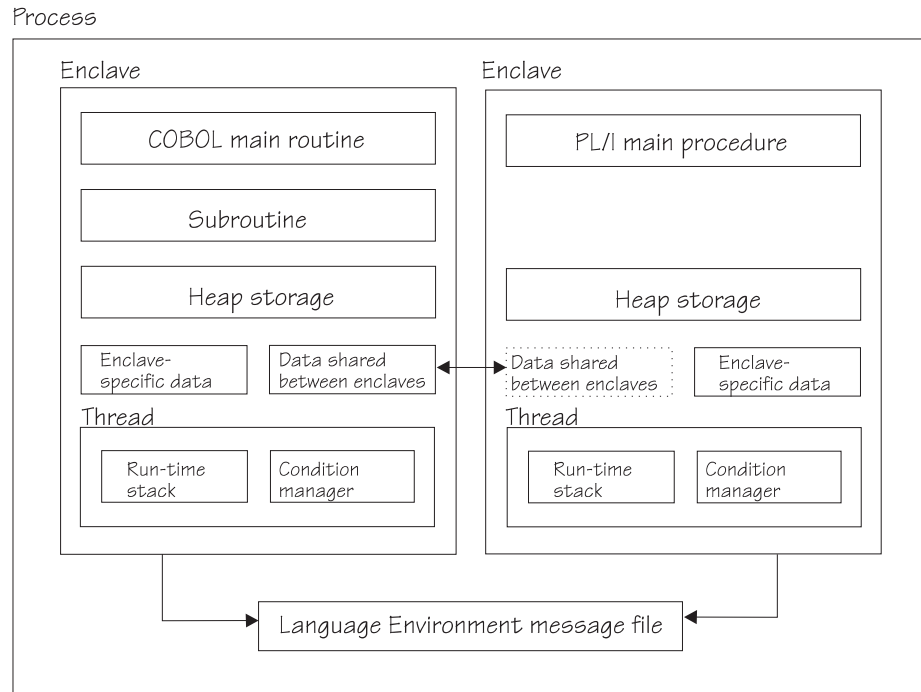 Process
Enclave
COBOL main routine
Subroutine
Heap storage
Enclave-
specific data
Data shared
between enclaves
Thread
Run-time
stack
Condition
manager
Enclave
PL/I main procedure
Heap storage
Data shared
between enclaves
Enclave-
specific data
Thread
Run-time
stack
Condition
manager
Language Environment message file